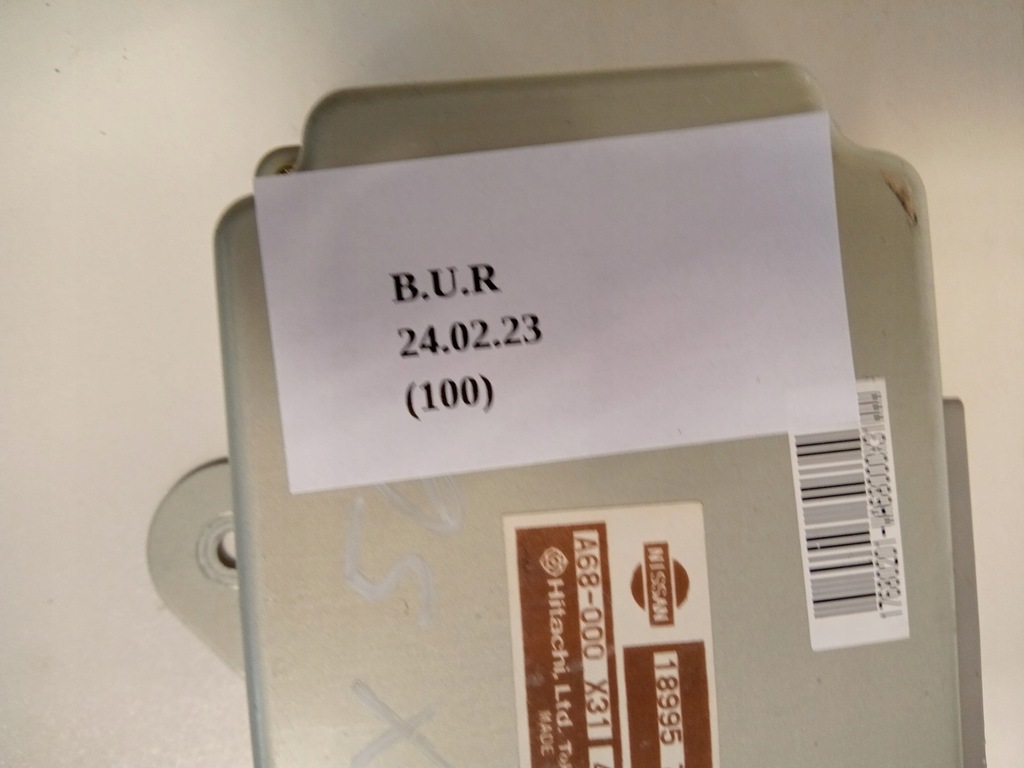 B.U.R
24.02.23
(100)
NISSAN
18995
A68-000 X31
Hitachi, Ltd.
MADE